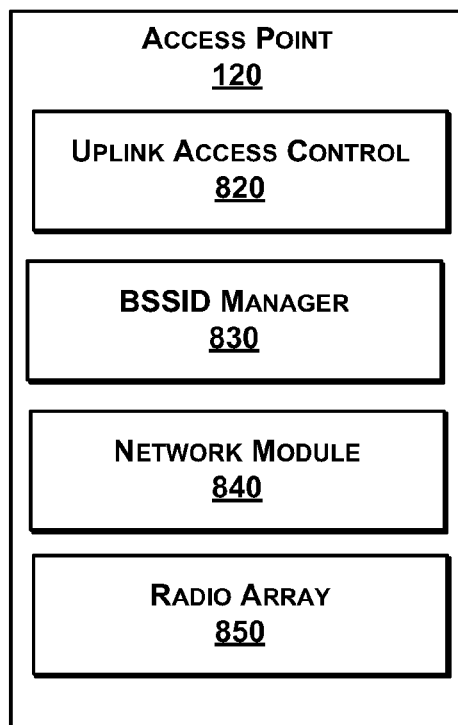 ACCESS POINT
120
UPLINK ACCESS CONTROL
820
BSSID MANAGER
830
NETWORK MODULE
840
RADIO ARRAY
850